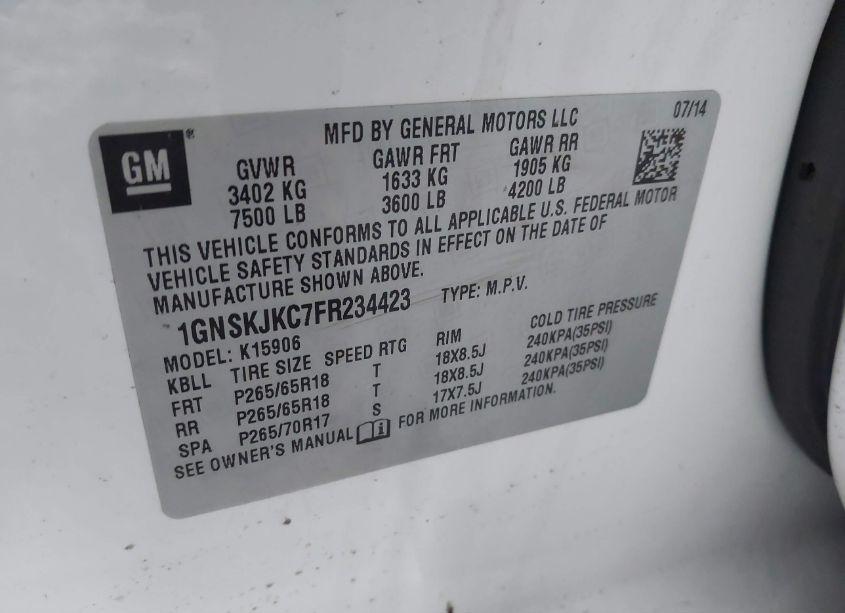 07/14
MFD BY GENERAL MOTORS LLC
GM ®
GVWR GAWR FRT GAWR RR
3402 KG 1633 KG 1905 KG
7500 LB 3600 LB 4200 LB
THIS VEHICLE CONFORMS TO ALL APPLICABLE U.S. FEDERAL MOTOR
VEHICLE SAFETY STANDARDS IN EFFECT ON THE DATE OF
MANUFACTURE SHOWN ABOVE.
1GNSKJKC7FR234423 TYPE: M.P.V.
MODEL: K15906
KBLL TIRE SIZE SPEED RTG RIM COLD TIRE PRESSURE
FRT P265/65R18 T 18X8.5J 240KPA(35PSI)
RR P265/65R18 T 18X8.5J 240KPA(35PSI)
SPA P265/70R17 S 17X7.5J 240KPA(35PSI)
SEE OWNER'S MANUAL i FOR MORE INFORMATION.